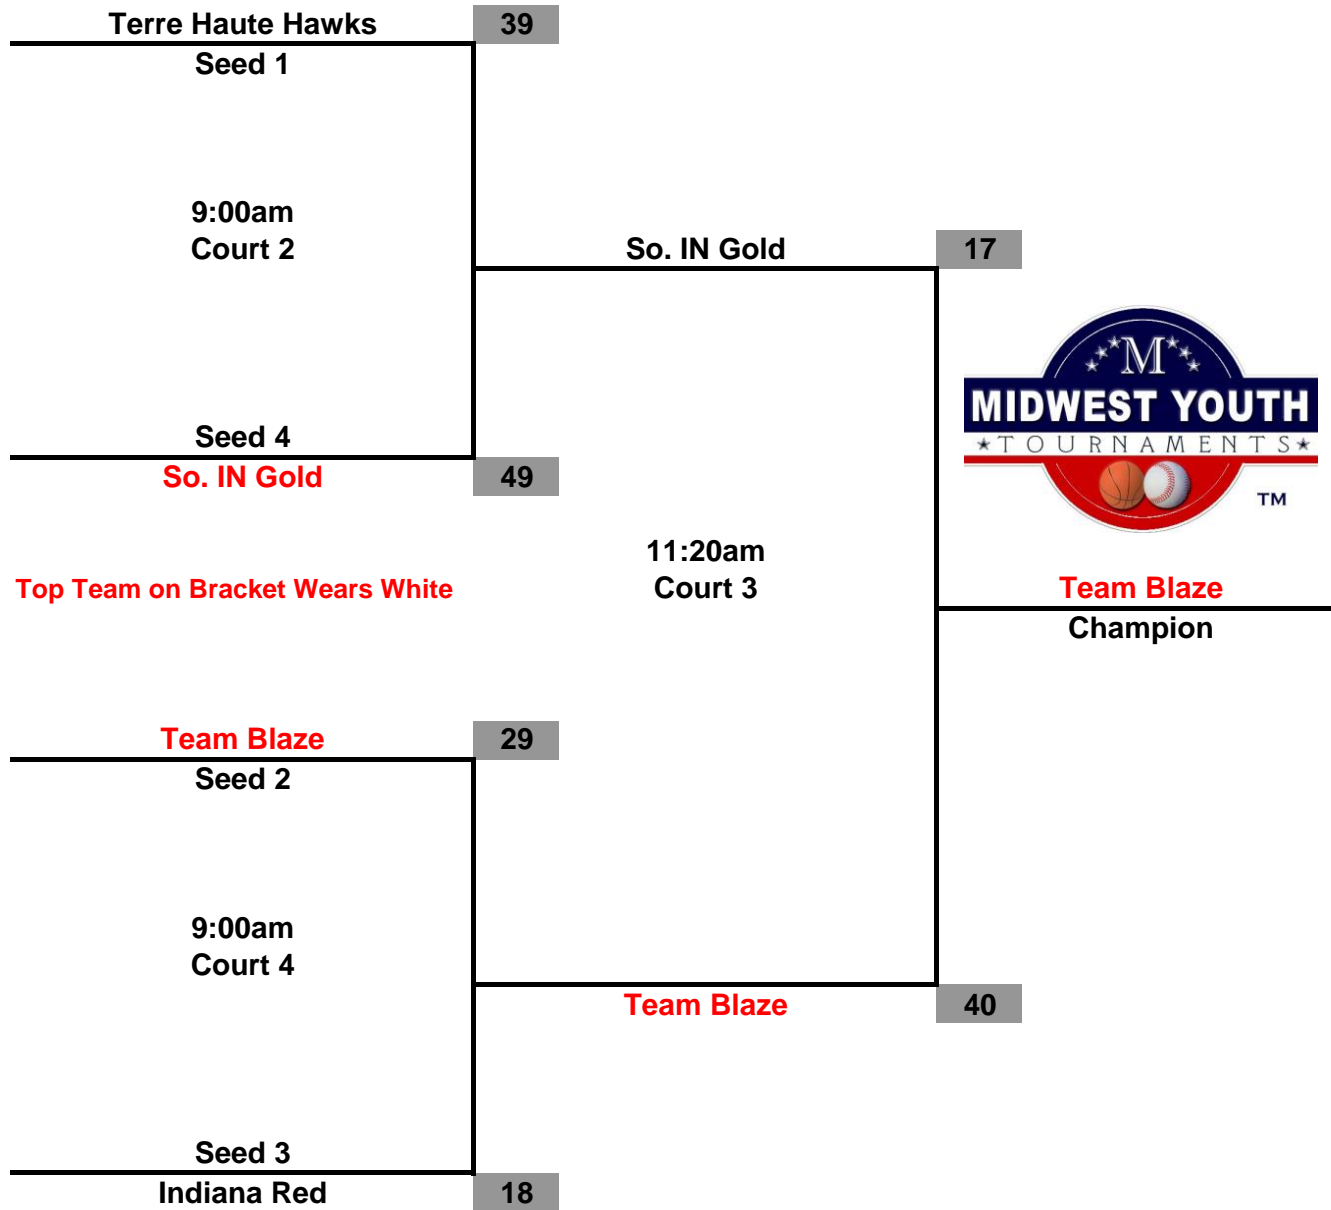 Terre Haute Hawks 39
Seed 1
9:00am
Court 2
So. IN Gold 17
M
MIDWEST YOUTH
★TOURNAMENTS★
TM
Seed 4
So. IN Gold 49
11:20am
Court 3
Top Team on Bracket Wears White
Team Blaze
Champion
Team Blaze 29
Seed 2
9:00am
Court 4
Team Blaze 40
Seed 3
Indiana Red 18